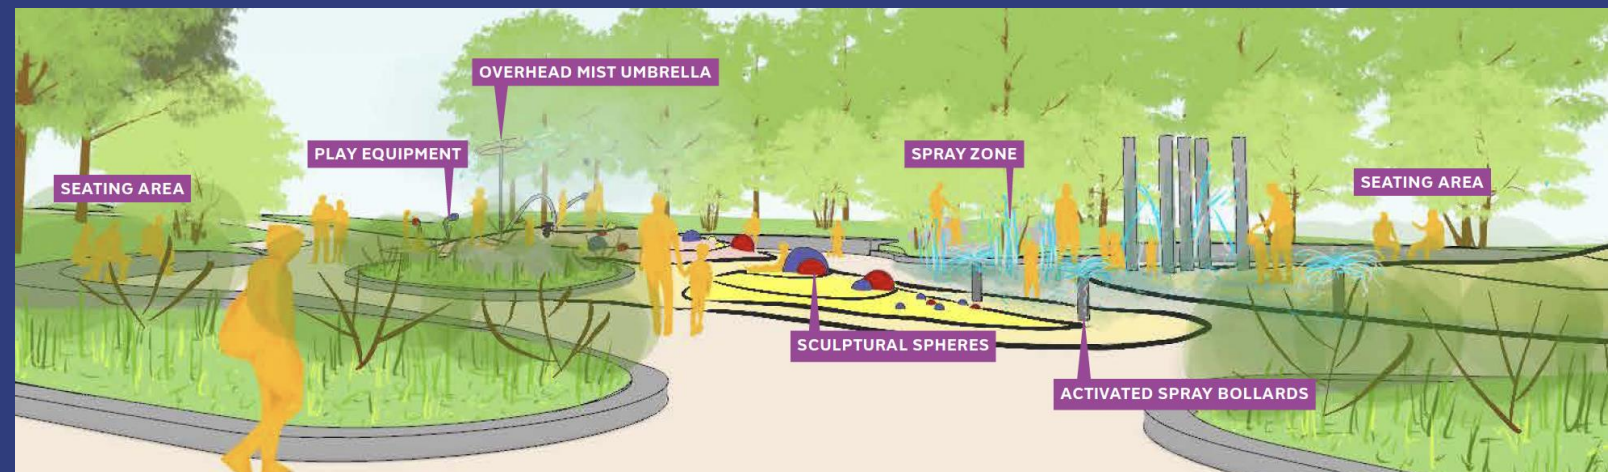 OVERHEAD MIST UMBRELLA
PLAY EQUIPMENT
SPRAY ZONE
SEATING AREA
SEATING AREA
SCULPTURAL SPHERES
ACTIVATED SPRAY BOLLARDS